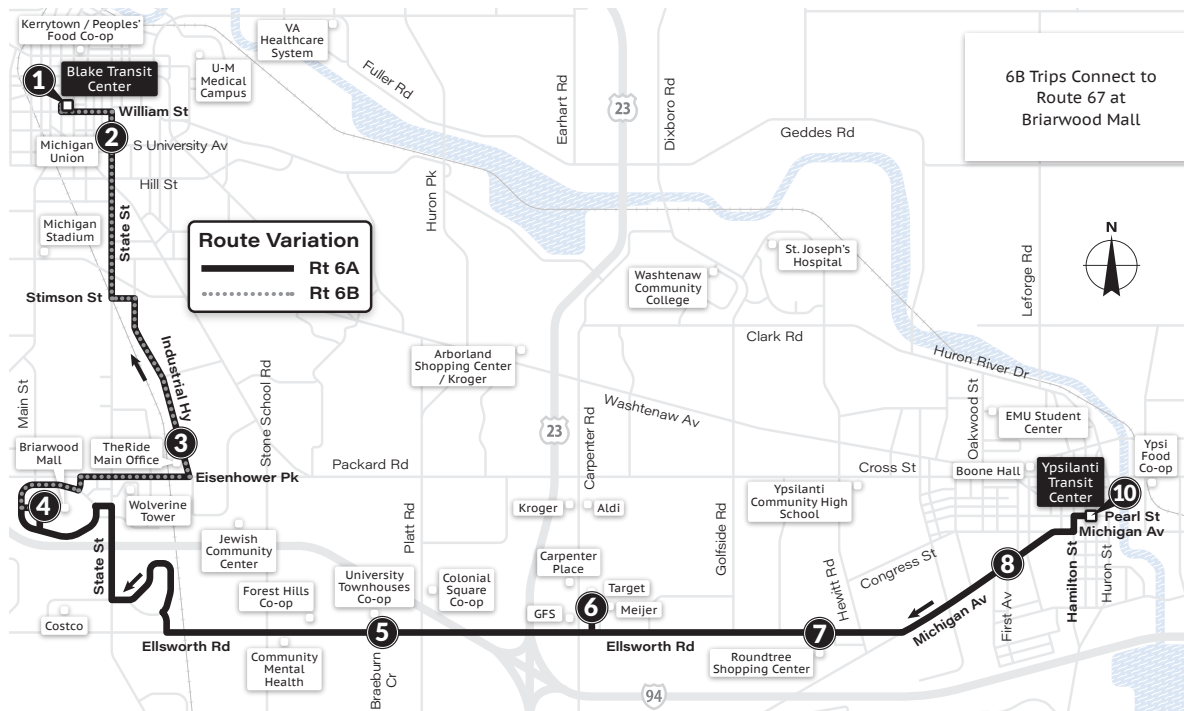 Kerrytown / Peoples'
Food Co-op
VA
Healthcare
System
1
Blake Transit
Center
U-M
Medical
Campus
Fuller Rd
Earhart Rd
23
Dixboro Rd
6B Trips Connect to
Route 67 at
Briarwood Mall
William St
2
Michigan
Union
S University Av
Geddes Rd
Hill St
Huron Pk
Michigan
Stadium
State St
Route Variation
Rt 6A
Rt 6B
St. Joseph's
Hospital
Washtenaw
Community
College
N
Leforge Rd
Stimson St
Clark Rd
Industrial Hy
Arborland
Shopping Center
/ Kroger
Huron River Dr
Main St
Stone School Rd
Washtenaw Av
Oakwood St
EMU Student
Center
23
Carpenter Rd
3
Briarwood
Mall
TheRide
Main Office
Packard Rd
Cross St
Boone Hall
Ypsilanti
Transit
Center
Ypsi
Food
Co-op
Eisenhower Pk
4
Wolverine
Tower
Kroger
Aldi
Ypsilanti
Community High
School
10
Pearl St
Michigan Av
State St
Jewish
Community
Center
Platt Rd
Golfside Rd
Carpenter
Place
Hewitt Rd
Congress St
8
Hamilton St
Huron St
Forest Hills
Co-op
University
Townhouses
Co-op
Colonial
Square
Co-op
Target
6
Meijer
GFS
Costco
First Av
Michigan Av
5
7
Ellsworth Rd
Ellsworth Rd
Community
Mental
Health
Braeburn
Cr
Roundtree
Shopping Center
94